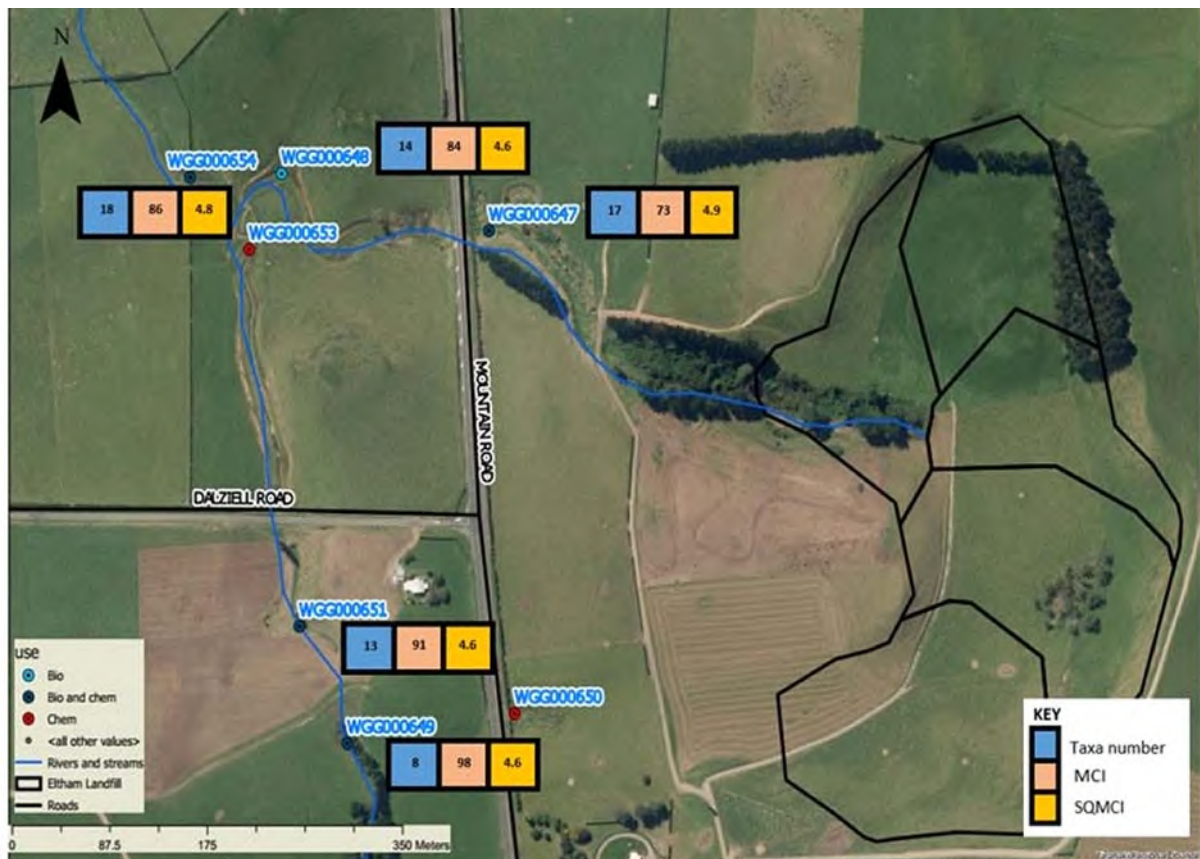 N
WGG000654
WGG000648
14 84 4.6
18 86 4.8
WGG000647
17 73 4.9
WGG000653
MOUNTAIN ROAD
DALZIELL ROAD
WGG000651
13 91 4.6
WGG000650
WGG000649
8 98 4.6
use
Bio
Bio and chem
Chem
<all other values>
Rivers and streams
Eltham Landfill
Roads
0 87.5 175 350 Meters
KEY
Taxa number
MCI
SQMCI